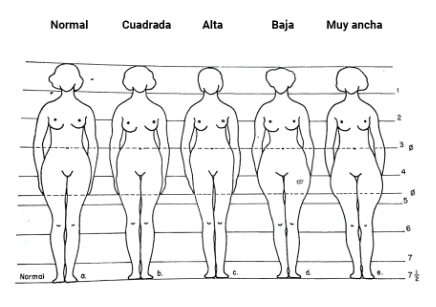 Normal Cuadrada Alta Baja Muy ancha
1
2
3 ø
4
ø
5
6
7
Normal a. b. c. d. e. 7 1/2